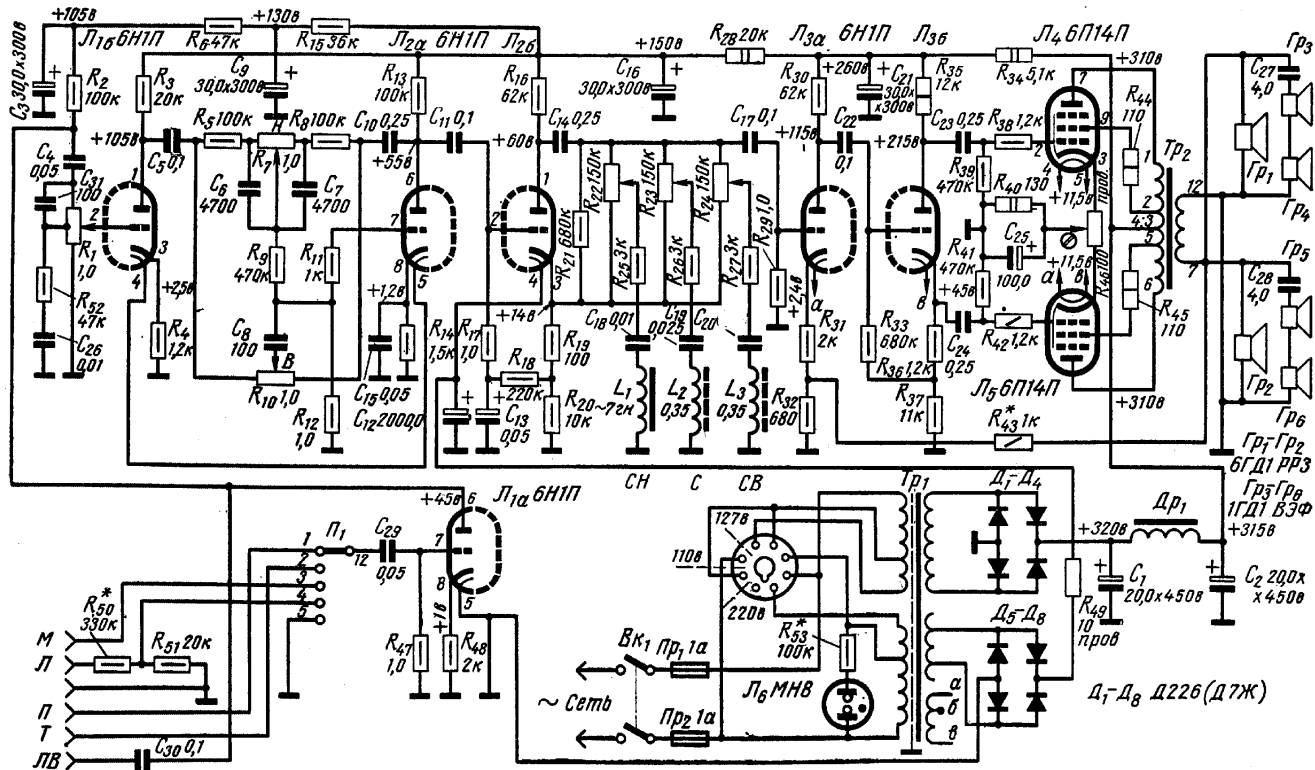 +105в
+130в
Л1б 6Н1П
R6 47к
R15 36к
Л2а 6Н1П Л2б
+150в
R28 20к
Л3а 6Н1П Л3б
Л4 6П14П
+310в
C3 30,0х300в
R2 100к
R3 20к
C9 30,0х300в
R13 100к
R16 62к
C16 30,0х300в
R30 62к
+260в
C21 30,0х х300в
R35 12к
R34 5,1к
Гр3
C27 4,0
+105в
R5 100к
Н
R8 100к
C10 0,25
C11 0,1
+60в
C14 0,25
C17 0,1
+115в
C22 0,1
+215в
C23 0,25
R38 1,2к
R44 110
Тр2
Гр1
C4 0,05
C31 100
C5 0,1
R7 1,0
+55в
R22 150к
R23 150к
R24 150к
R39 470к
R40 130
+11,5в
проб.
Гр4
C6 4700
C7 4700
R21 680к
R29 1,0
R1 1,0
R9 470к
R11 1к
R41 470к
C25 100,0
+11,5в
R46 100
Гр5
C28 4,0
+2,5в
+1,2в
+14в
R25 3к
R26 3к
R27 3к
+2,4в
а
в
+45в
а
в
R45 110
R52 47к
C26 0,01
R4 1,2к
C8 100
В
R10 1,0
R12 1,0
C15 0,05
R14 1,5к
C12 2000,0
R17 1,0
R18 220к
C13 0,05
R19 100
R20 10к
C18 0,01
C19 0,025
C20
R31 2к
R33 680к
R36 1,2к
R42 1,2к
C24 0,25
Л5 6П14П
Гр2
L1 ~7гн
L2 0,35
L3 0,35
R32 680
R37 11к
R43* 1к
+310в
Гр6
Гр1-Гр2 6ГД1 РРЗ
Гр3-Гр6 1ГД1 ВЭФ
СН С СВ
Тр1
Д1-Д4
+45в
Л1а 6Н1П
127в
110в
220в
+320в
Др1
+315в
П1
C29 0,05
R47 1,0
+1в
R48 2к
R50* 330к
R51 20к
М
Л
П
Т
ЛВ
C30 0,1
~ Сеть
Вк1
Пр1 1а
Пр2 1а
R53* 100к
Л6 МН8
Д5-Д8
R49 10 пров
C1 20,0х450в
C2 20,0х х450в
а
б
в
Д1-Д8 Д226 (Д7Ж)